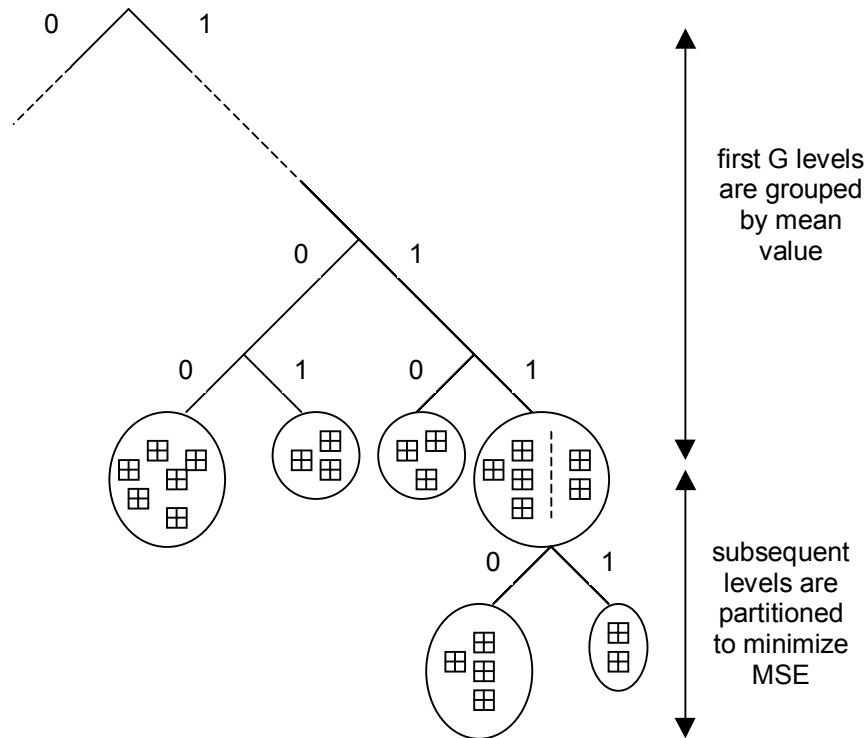 0 1
first G levels
are grouped
by mean
value
0 1
0 1 0 1
0 1
subsequent
levels are
partitioned
to minimize
MSE